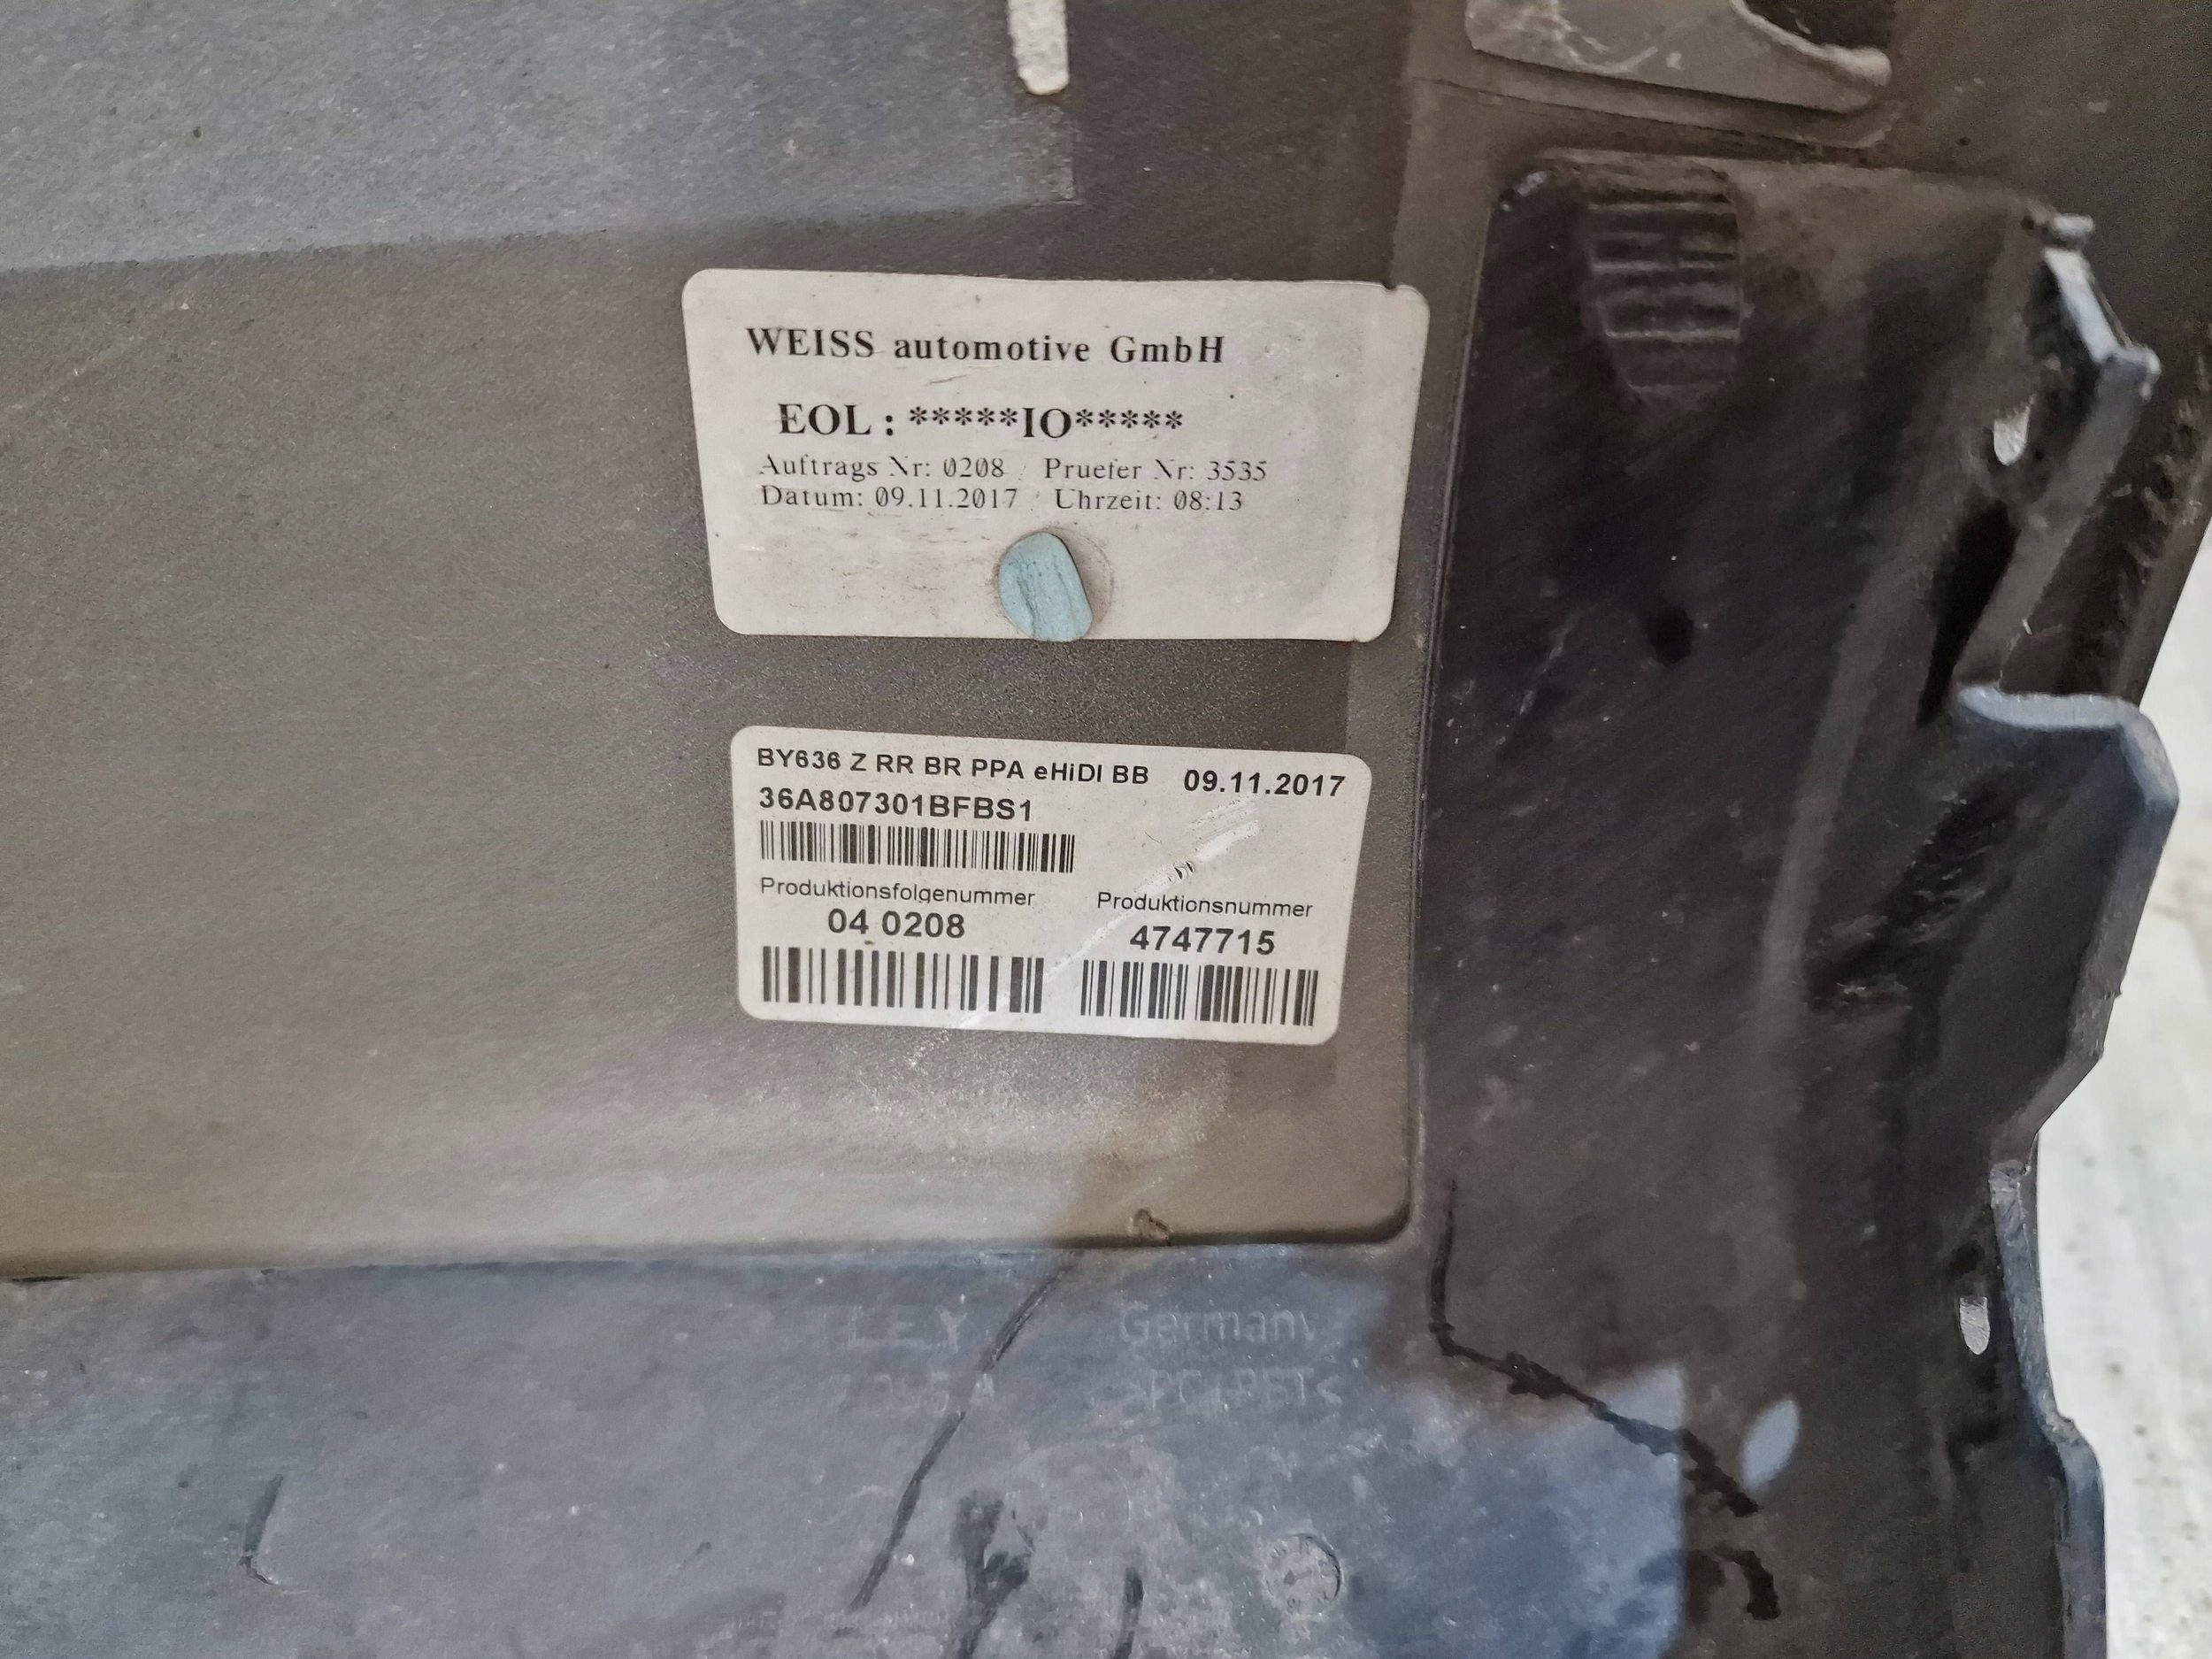 WEISS automotive GmbH
EOL : *****IO*****
Auftrags Nr: 0208 / Pruefer Nr: 3535
Datum: 09.11.2017 / Uhrzeit: 08:13
BY636 Z RR BR PPA eHiDI BB 09.11.2017
36A807301BFBS1
Produktionsfolgenummer Produktionsnummer
04 0208 4747715
Germany